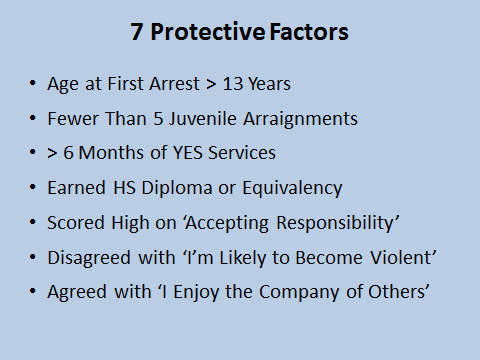 7 Protective Factors
• Age at First Arrest > 13 Years
• Fewer Than 5 Juvenile Arraignments
• > 6 Months of YES Services
• Earned HS Diploma or Equivalency
• Scored High on ‘Accepting Responsibility’
• Disagreed with ‘I’m Likely to Become Violent’
• Agreed with ‘I Enjoy the Company of Others’